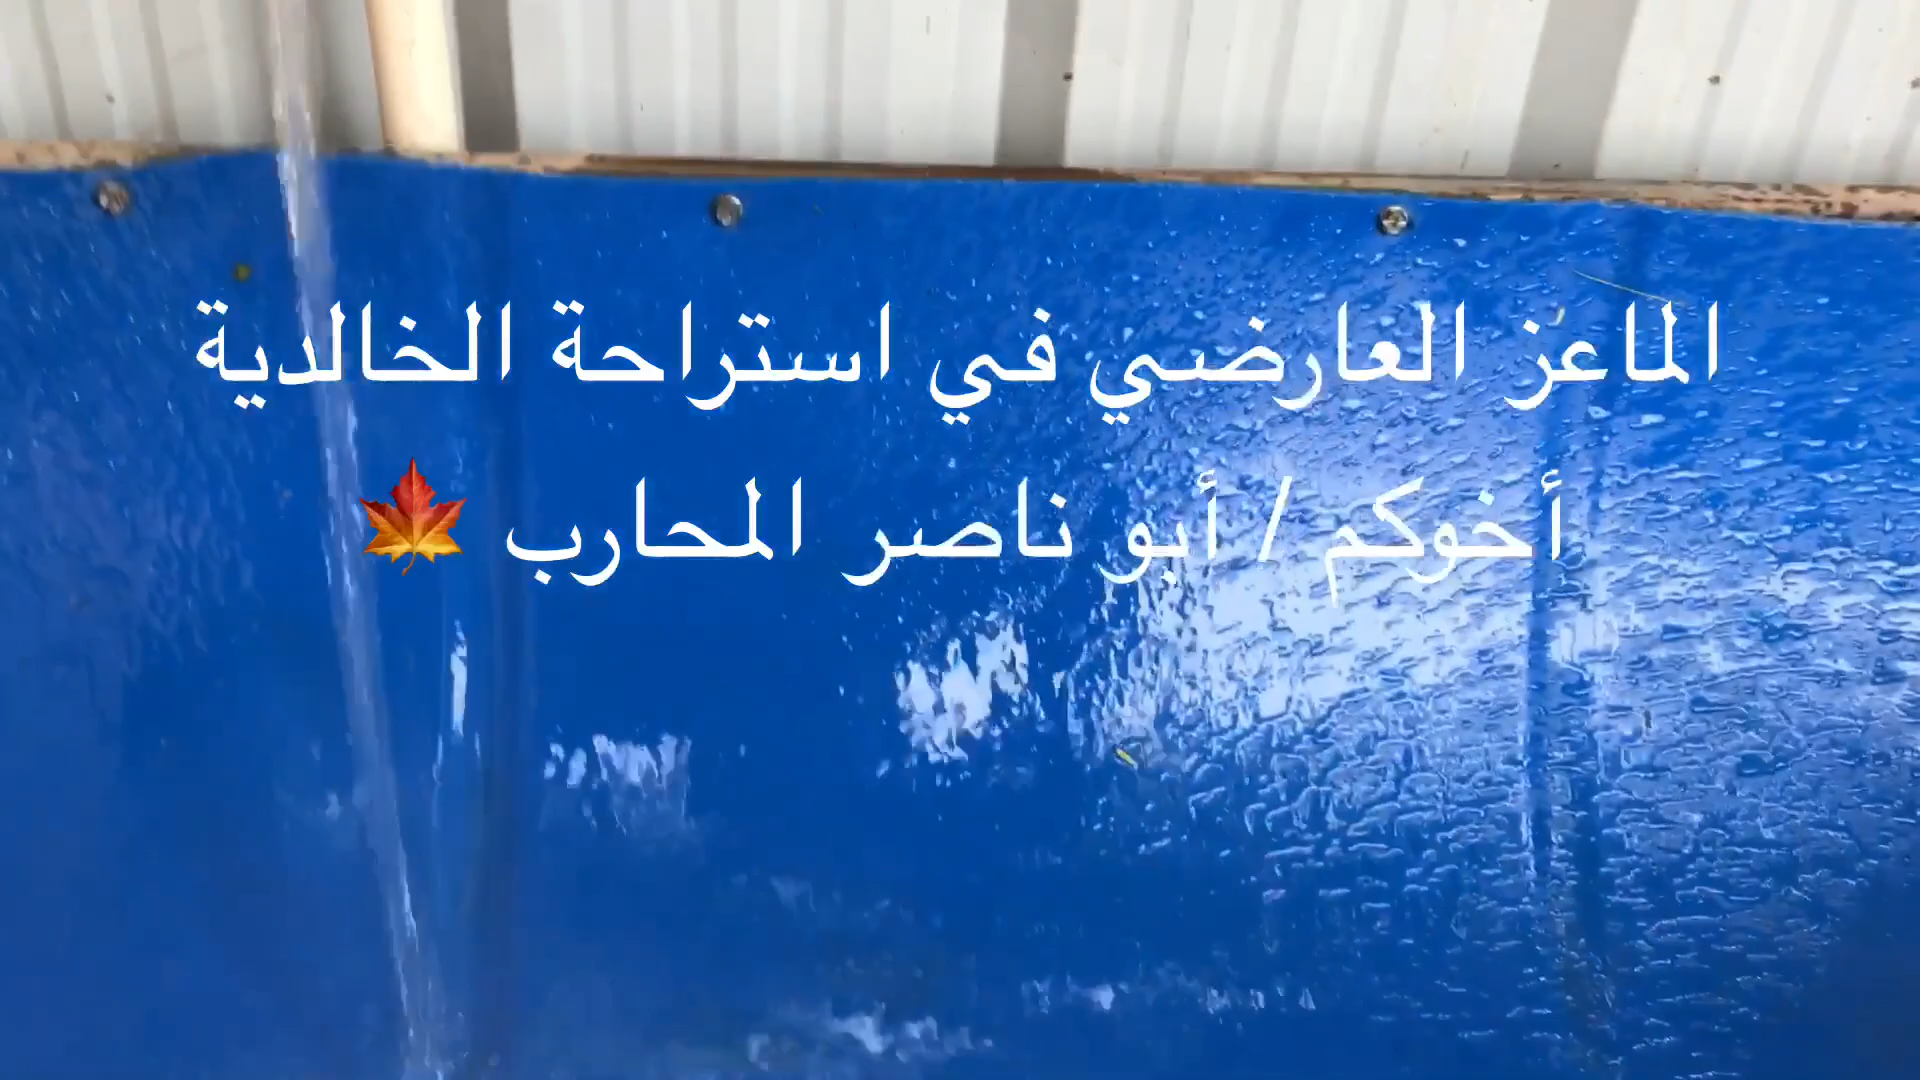 الماعز العارضي في استراحة الخالدية
أخوكم / أبو ناصر المحارب 🍁